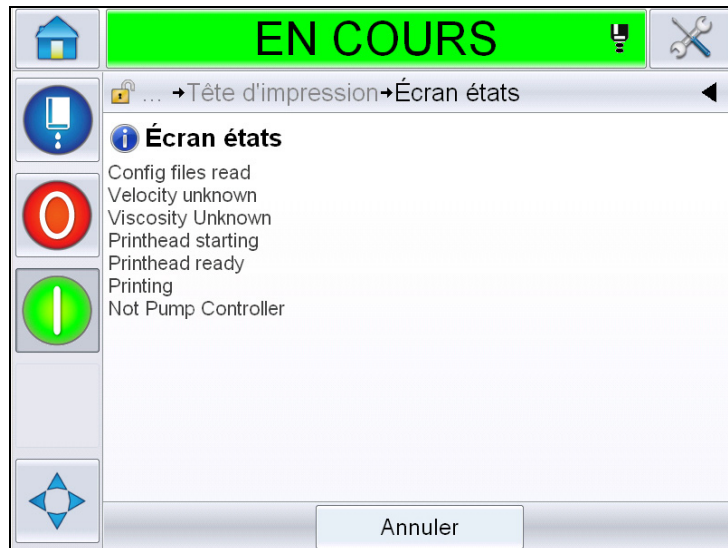 EN COURS
... →Tête d'impression→Écran états
Écran états
Config files read
Velocity unknown
Viscosity Unknown
Printhead starting
Printhead ready
Printing
Not Pump Controller
Annuler